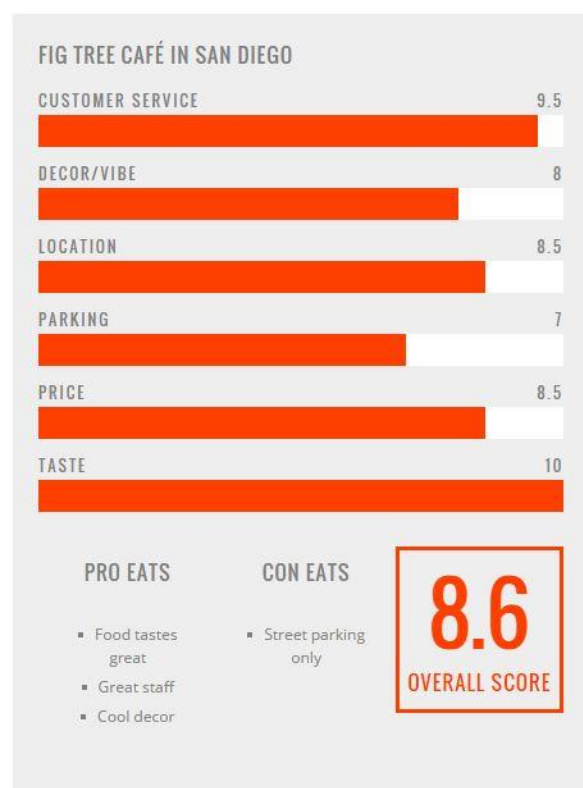 FIG TREE CAFÉ IN SAN DIEGO
CUSTOMER SERVICE 9.5
DECOR/VIBE 8
LOCATION 8.5
PARKING 7
PRICE 8.5
TASTE 10
PRO EATS
▪ Food tastes
great
▪ Great staff
▪ Cool decor
CON EATS
▪ Street parking
only
8.6
OVERALL SCORE